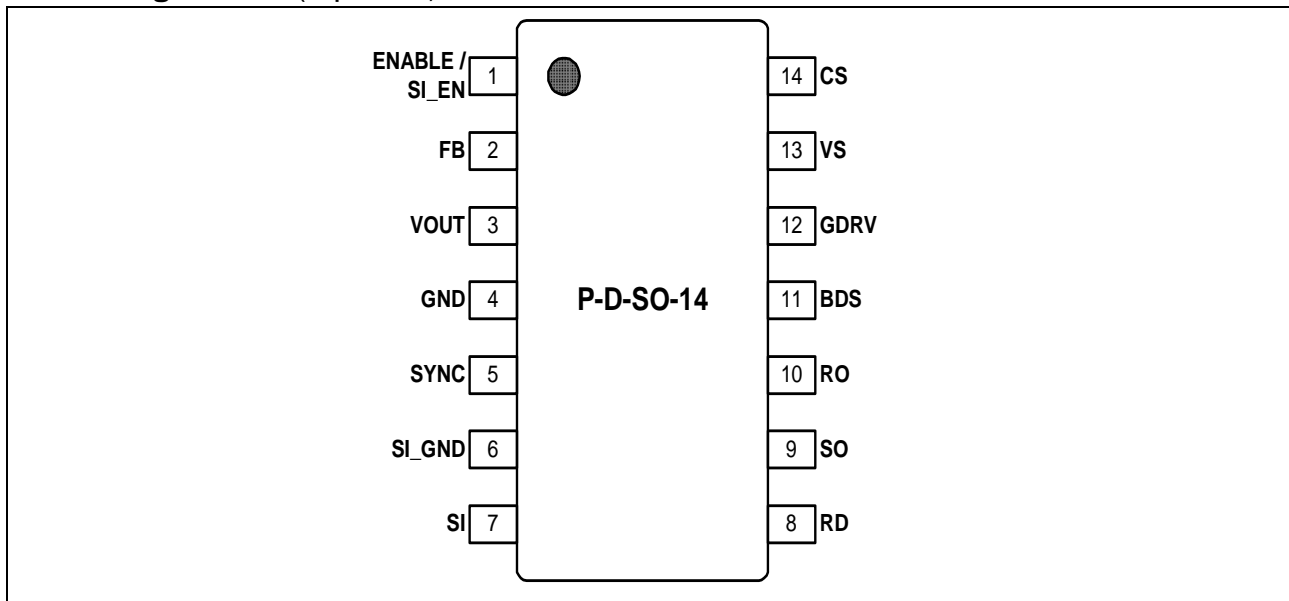 ENABLE /
SI_EN
1
14 CS
FB 2
13 VS
VOUT 3
12 GDRV
GND 4
P-D-SO-14
11 BDS
SYNC 5
10 RO
SI_GND 6
9 SO
SI 7
8 RD